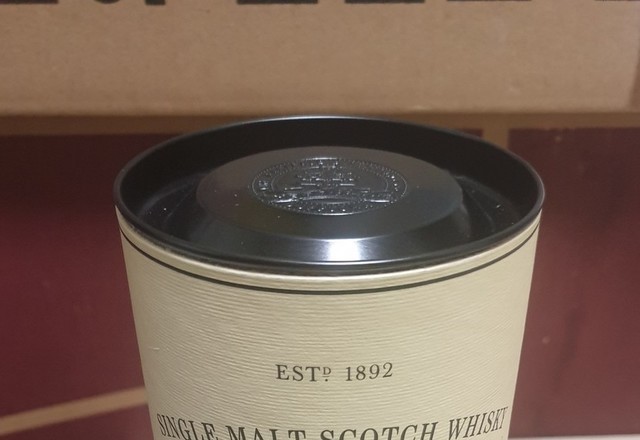 ESTD. 1892
SINGLE MALT SCOTCH WHISKY